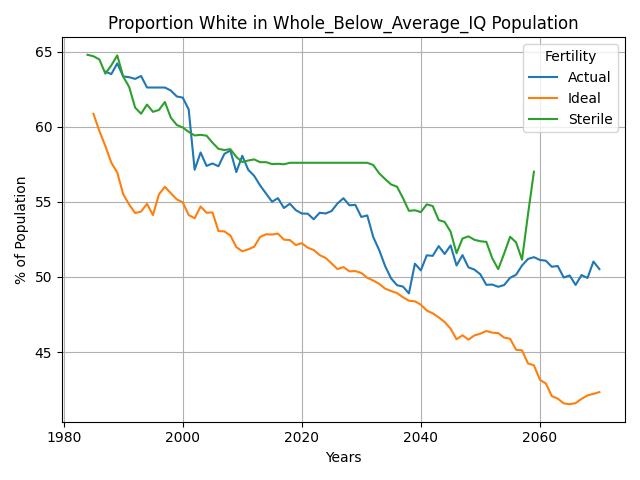 Proportion White in Whole_Below_Average_IQ Population
% of Population
65
60
55
50
45
1980
2000
2020
2040
2060
Years
Fertility
Actual
Ideal
Sterile